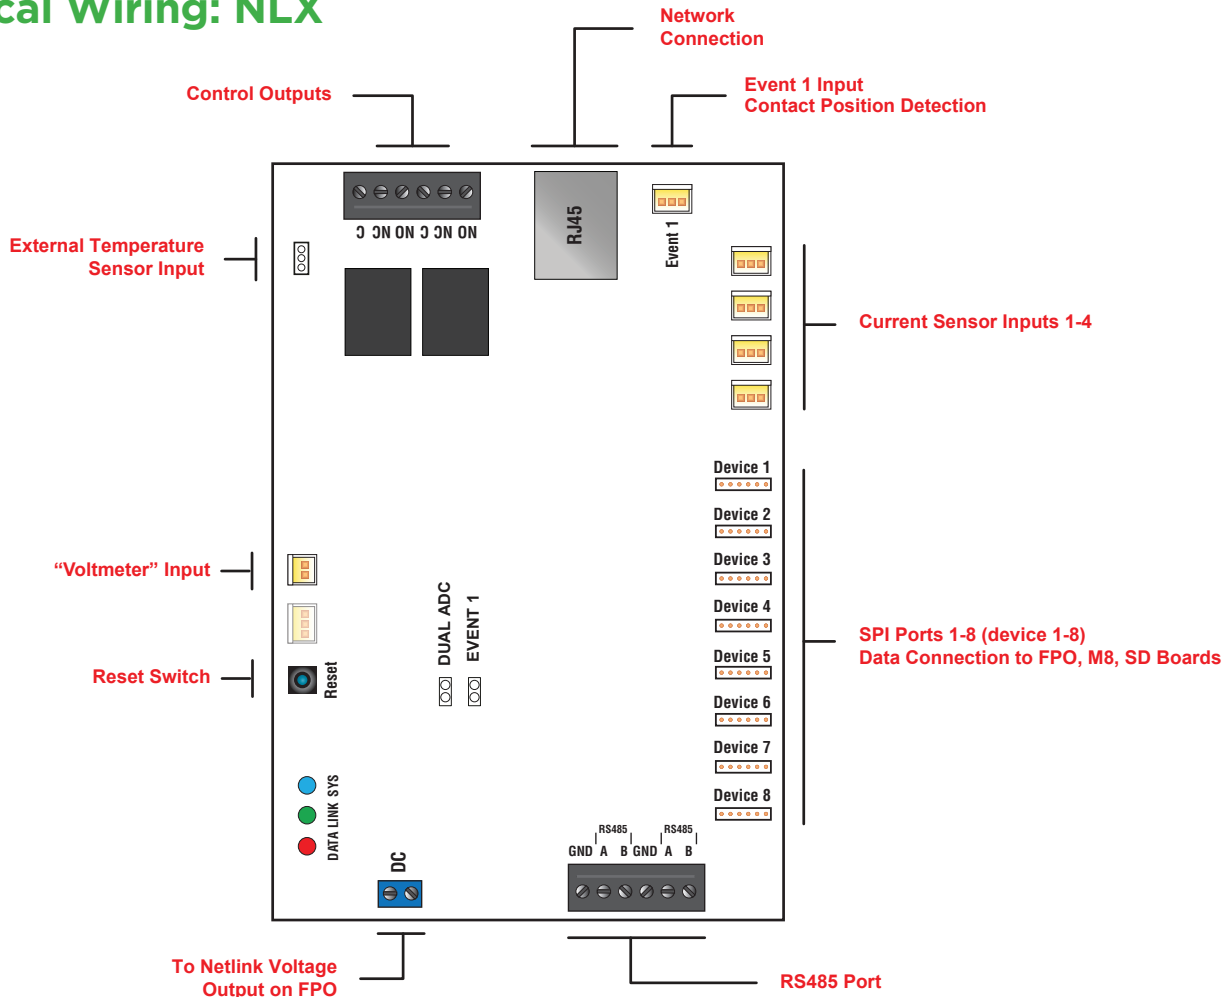 cal Wiring: NLX
Network
Connection
Control Outputs
Event 1 Input
Contact Position Detection
C NC NO C NC NO
RJ45
Event 1
External Temperature
Sensor Input
Current Sensor Inputs 1-4
Device 1
Device 2
Device 3
Device 4
Device 5
Device 6
Device 7
Device 8
"Voltmeter" Input
DUAL ADC
EVENT 1
SPI Ports 1-8 (device 1-8)
Data Connection to FPO, M8, SD Boards
Reset Switch
Reset
DATA LINK SYS
RS485 RS485
GND A B GND A B
DC
To Netlink Voltage
Output on FPO
RS485 Port